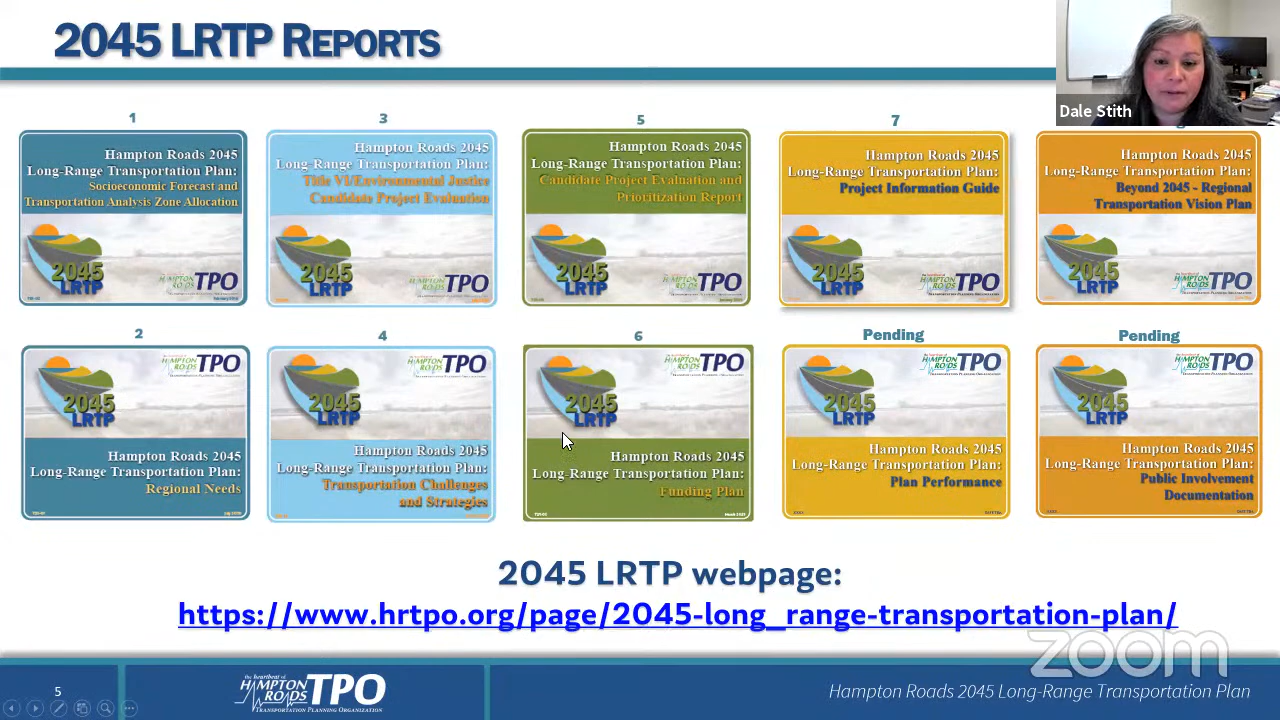 2045 LRTP REPORTS
Dale Stith
1
3
5
7
Hampton Roads 2045
Long-Range Transportation Plan:
Socioeconomic Forecast and
Transportation Analysis Zone Allocation
2045
LRTP
HAMPTON
ROADS
TPO
Hampton Roads 2045
Long-Range Transportation Plan:
Title VI/Environmental Justice
Candidate Project Evaluation
2045
LRTP
HAMPTON
ROADS
TPO
Hampton Roads 2045
Long-Range Transportation Plan:
Candidate Project Evaluation and
Prioritization Report
2045
LRTP
HAMPTON
ROADS
TPO
Hampton Roads 2045
Long-Range Transportation Plan:
Project Information Guide
2045
LRTP
HAMPTON
ROADS
TPO
Hampton Roads 2045
Long-Range Transportation Plan:
Beyond 2045 - Regional
Transportation Vision Plan
2045
LRTP
HAMPTON
ROADS
TPO
2
4
6
Pending
Pending
HAMPTON
ROADS
TPO
2045
LRTP
Hampton Roads 2045
Long-Range Transportation Plan:
Regional Needs
HAMPTON
ROADS
TPO
2045
LRTP
Hampton Roads 2045
Long-Range Transportation Plan:
Transportation Challenges
and Strategies
HAMPTON
ROADS
TPO
2045
LRTP
Hampton Roads 2045
Long-Range Transportation Plan:
Funding Plan
HAMPTON
ROADS
TPO
2045
LRTP
Hampton Roads 2045
Long-Range Transportation Plan:
Plan Performance
HAMPTON
ROADS
TPO
2045
LRTP
Hampton Roads 2045
Long-Range Transportation Plan:
Public Involvement
Documentation
2045 LRTP webpage:
https://www.hrtpo.org/page/2045-long_range-transportation-plan/
zoom
5
the heartbeat of
HAMPTON
ROADS
TPO
TRANSPORTATION PLANNING ORGANIZATION
Hampton Roads 2045 Long-Range Transportation Plan